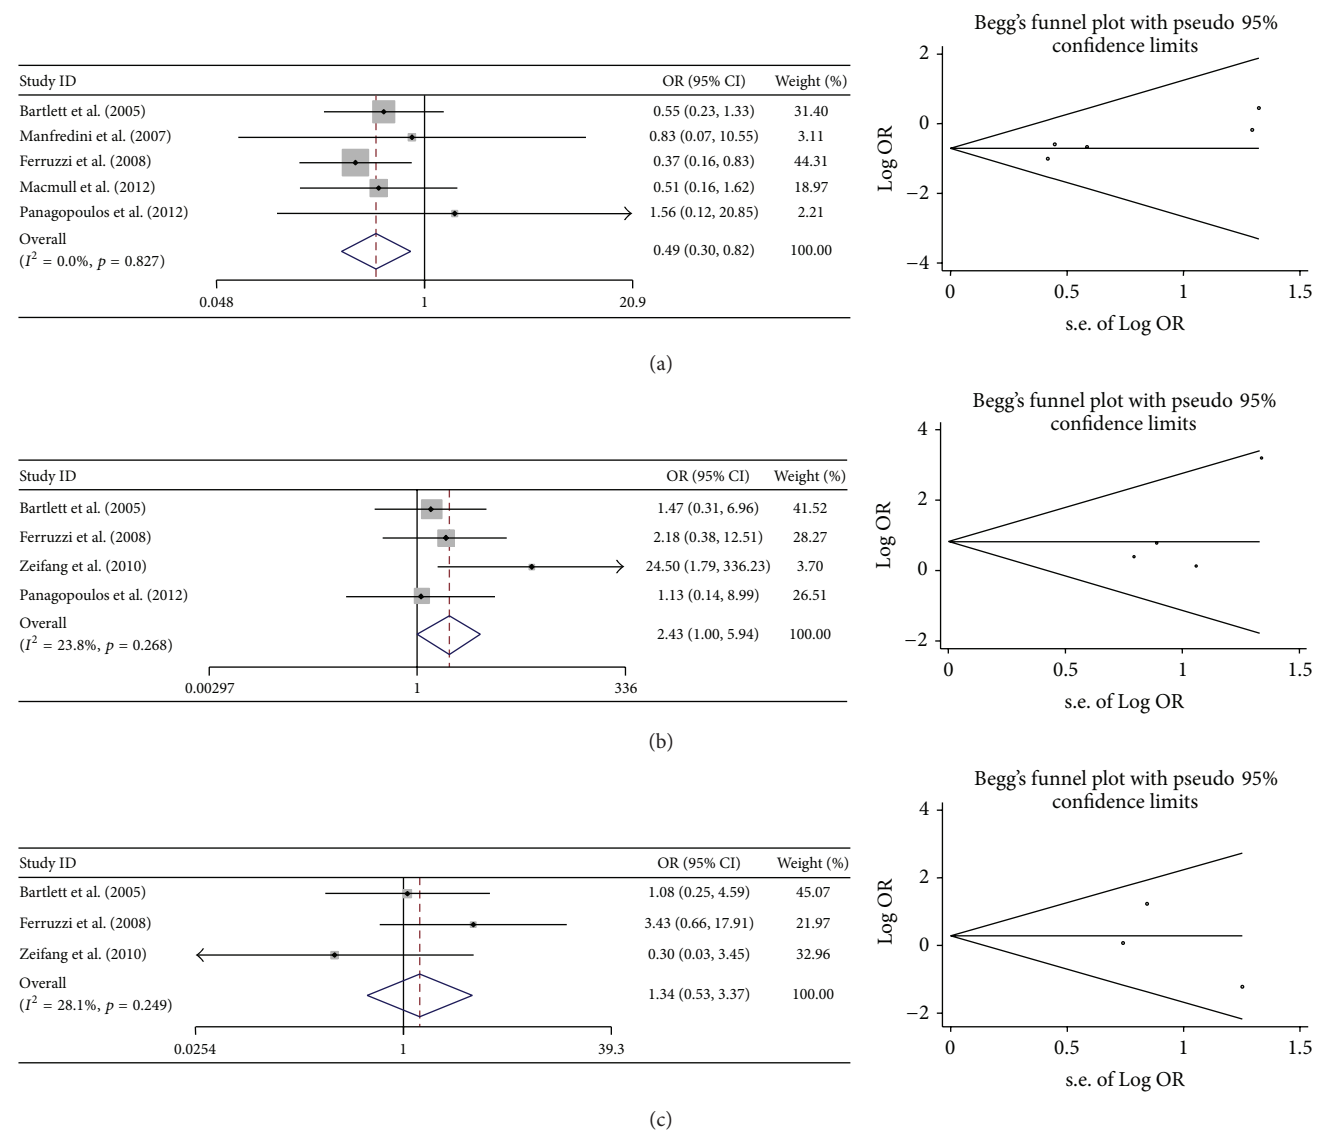 Study ID OR (95% CI) Weight (%)
Bartlett et al. (2005) 0.55 (0.23, 1.33) 31.40
Manfredini et al. (2007) 0.83 (0.07, 10.55) 3.11
Ferruzzi et al. (2008) 0.37 (0.16, 0.83) 44.31
Macmull et al. (2012) 0.51 (0.16, 1.62) 18.97
Panagopoulos et al. (2012) 1.56 (0.12, 20.85) 2.21
Overall
(I² = 0.0%, p = 0.827) 0.49 (0.30, 0.82) 100.00
0.048 1 20.9
Begg's funnel plot with pseudo 95%
confidence limits
2
0
−2
−4
Log OR
0 0.5 1 1.5
s.e. of Log OR
(a)
Study ID OR (95% CI) Weight (%)
Bartlett et al. (2005) 1.47 (0.31, 6.96) 41.52
Ferruzzi et al. (2008) 2.18 (0.38, 12.51) 28.27
Zeifang et al. (2010) 24.50 (1.79, 336.23) 3.70
Panagopoulos et al. (2012) 1.13 (0.14, 8.99) 26.51
Overall
(I² = 23.8%, p = 0.268) 2.43 (1.00, 5.94) 100.00
0.00297 1 336
Begg's funnel plot with pseudo 95%
confidence limits
4
2
0
−2
Log OR
0 0.5 1 1.5
s.e. of Log OR
(b)
Study ID OR (95% CI) Weight (%)
Bartlett et al. (2005) 1.08 (0.25, 4.59) 45.07
Ferruzzi et al. (2008) 3.43 (0.66, 17.91) 21.97
Zeifang et al. (2010) 0.30 (0.03, 3.45) 32.96
Overall
(I² = 28.1%, p = 0.249) 1.34 (0.53, 3.37) 100.00
0.0254 1 39.3
Begg's funnel plot with pseudo 95%
confidence limits
4
2
0
−2
Log OR
0 0.5 1 1.5
s.e. of Log OR
(c)